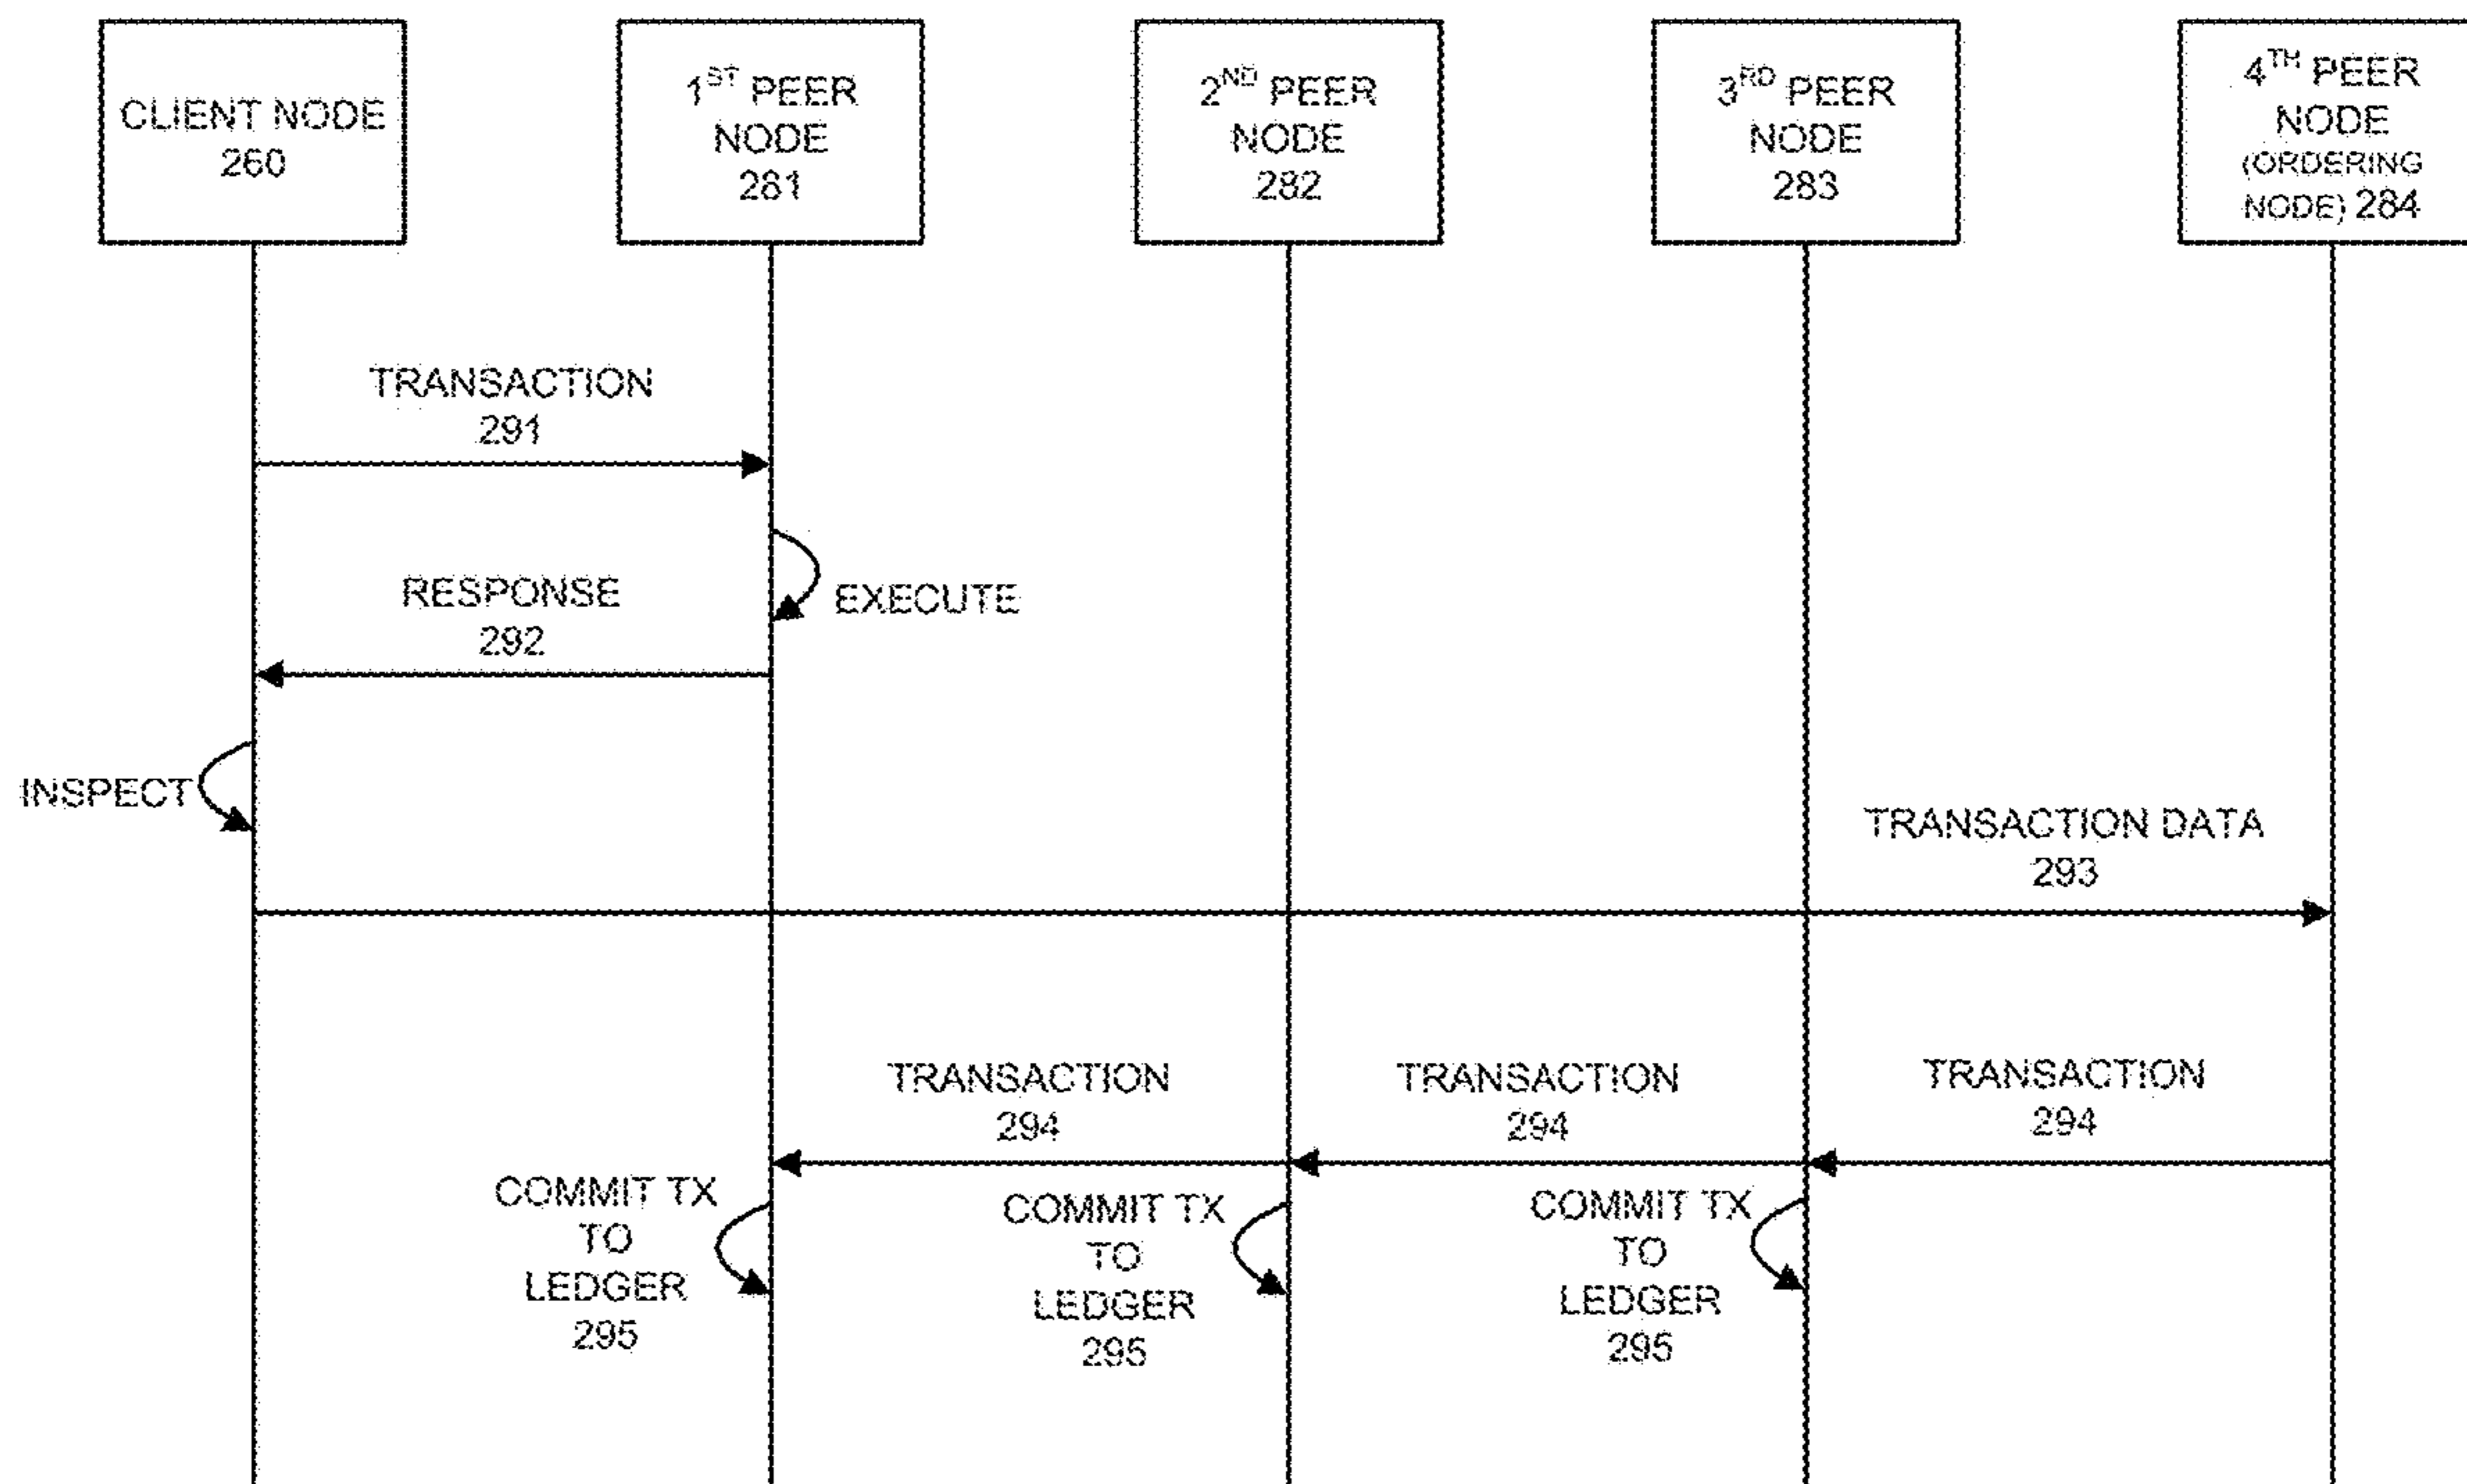 CLIENT NODE
260
1ST PEER
NODE
281
2ND PEER
NODE
282
3RD PEER
NODE
283
4TH PEER
NODE
(ORDERING
NODE) 284
TRANSACTION
291
EXECUTE
RESPONSE
292
INSPECT
TRANSACTION DATA
293
TRANSACTION
294
TRANSACTION
294
TRANSACTION
294
COMMIT TX
TO
LEDGER
295
COMMIT TX
TO
LEDGER
295
COMMIT TX
TO
LEDGER
295